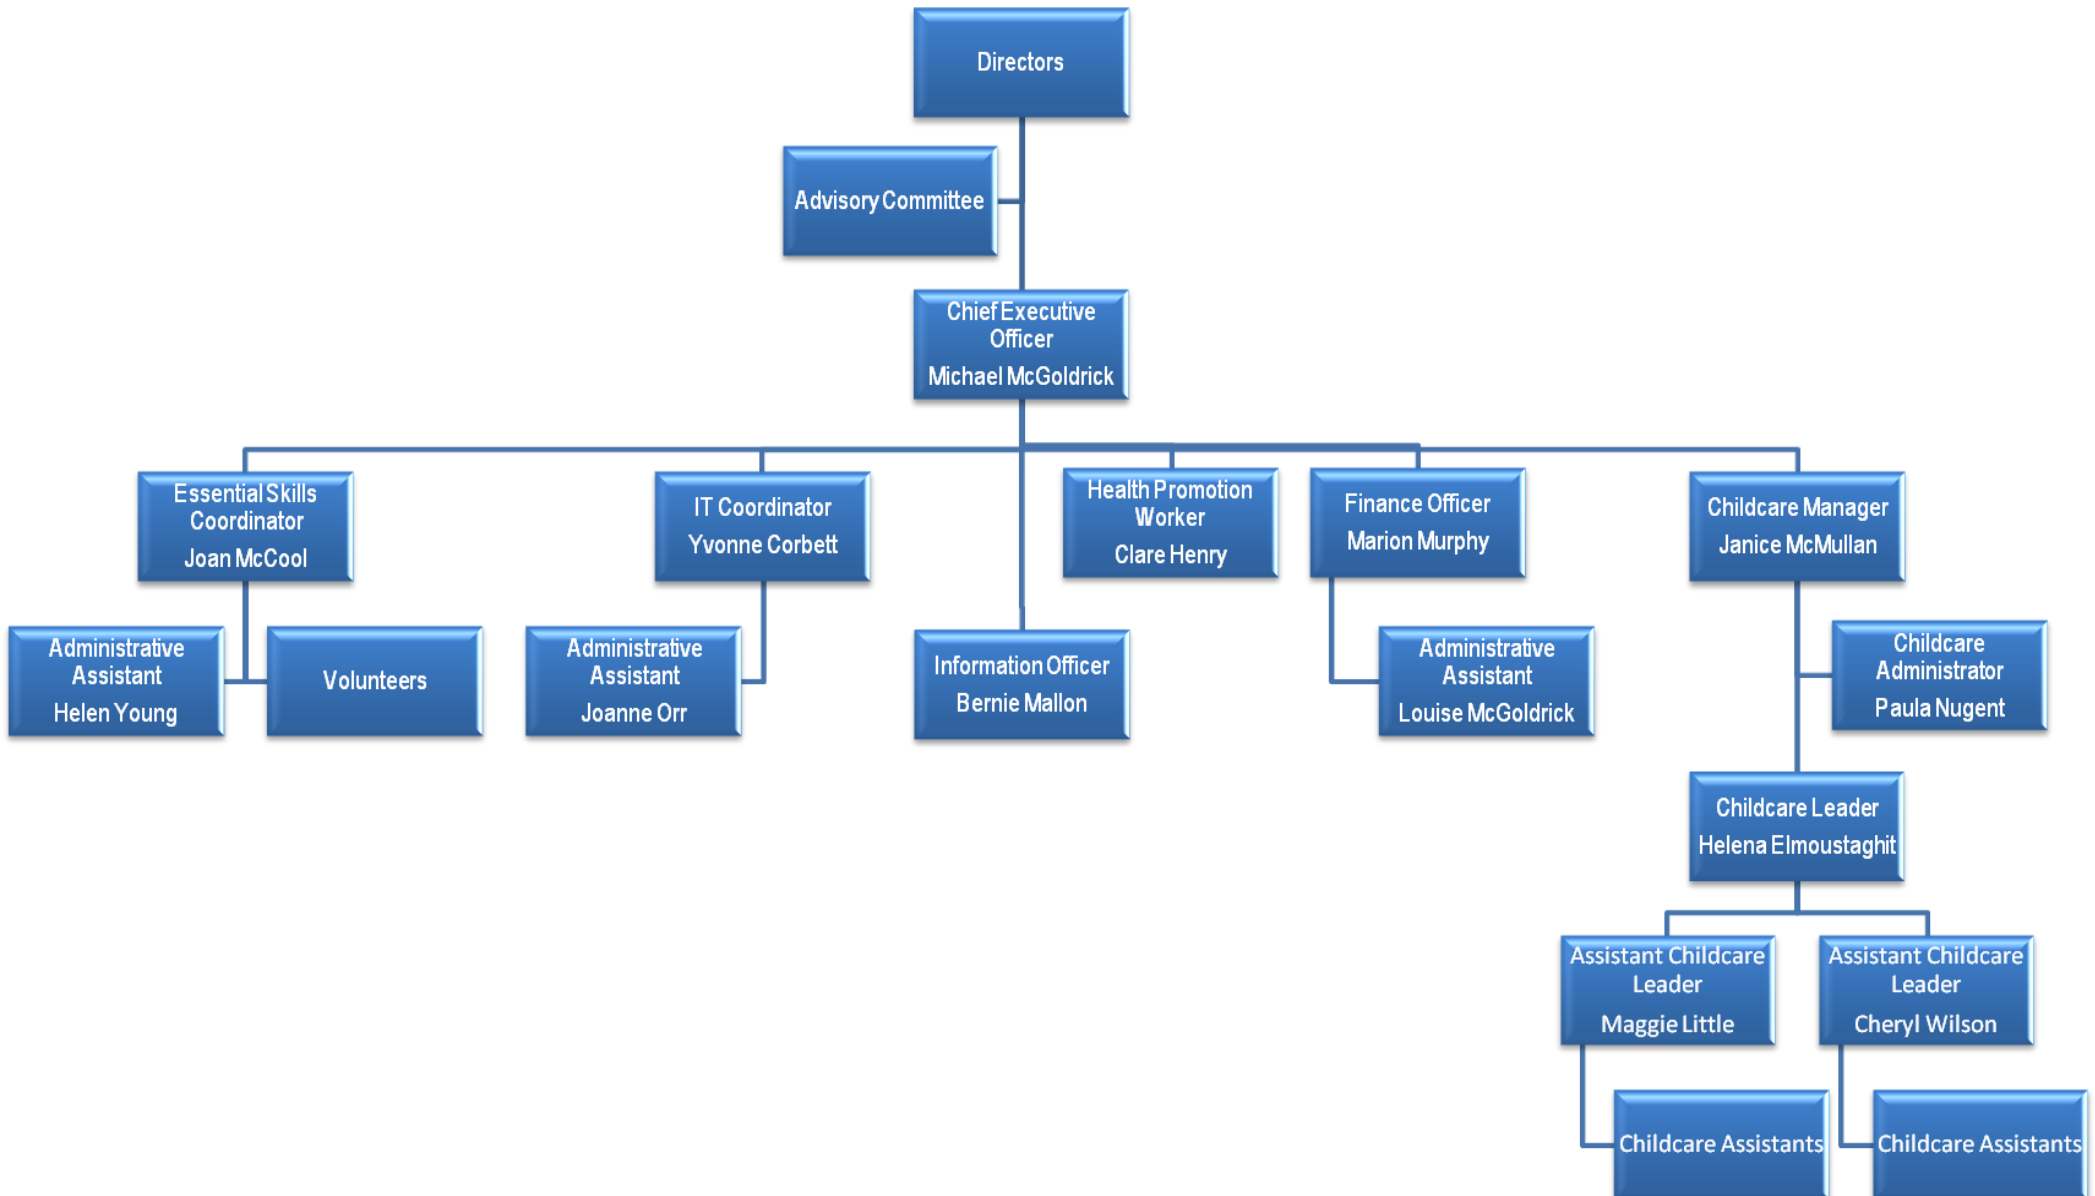 Directors
Advisory Committee
Chief Executive
Officer
Michael McGoldrick
Essential Skills
Coordinator
Joan McCool
IT Coordinator
Yvonne Corbett
Health Promotion
Worker
Clare Henry
Finance Officer
Marion Murphy
Childcare Manager
Janice McMullan
Administrative
Assistant
Helen Young
Volunteers
Administrative
Assistant
Joanne Orr
Information Officer
Bernie Mallon
Administrative
Assistant
Louise McGoldrick
Childcare
Administrator
Paula Nugent
Childcare Leader
Helena Elmoustaghit
Assistant Childcare
Leader
Maggie Little
Assistant Childcare
Leader
Cheryl Wilson
Childcare Assistants
Childcare Assistants